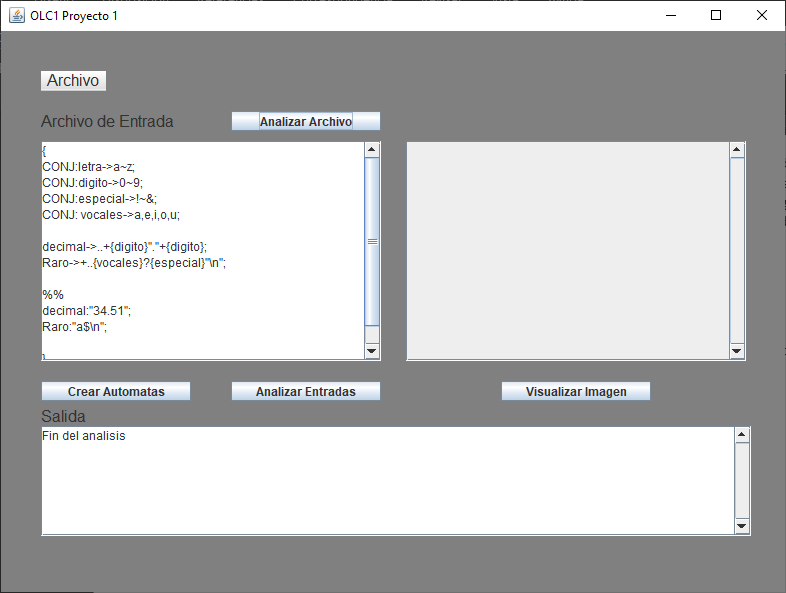 OLC1 Proyecto 1
Archivo
Archivo de Entrada
Analizar Archivo
{
CONJ:letra->a~z;
CONJ:digito->0~9;
CONJ:especial->!~&;
CONJ: vocales->a,e,i,o,u;
decimal->..+{digito}"."+{digito};
Raro->+..{vocales}?{especial}"\n";
%%
decimal:"34.51";
Raro:"a$\n";
}
Crear Automatas
Analizar Entradas
Visualizar Imagen
Salida
Fin del analisis